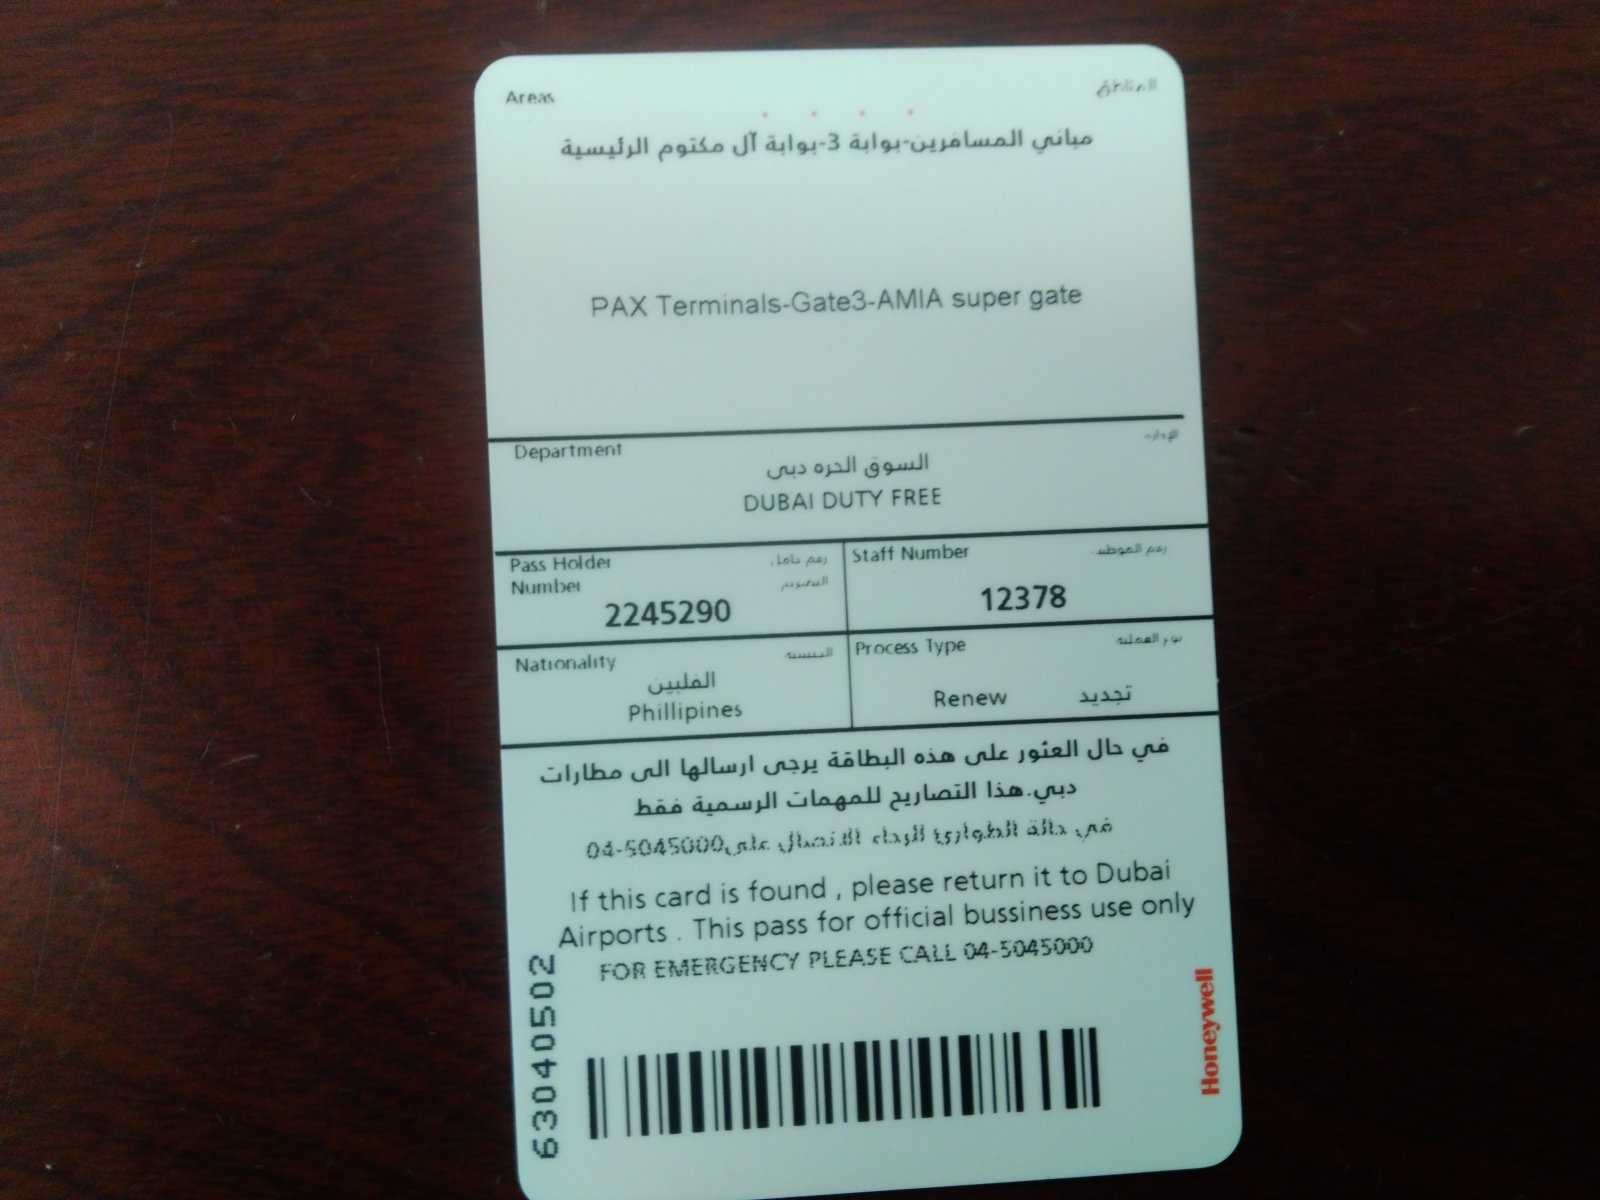 Areas المناطق
مباني المسافرين-بوابة 3-بوابة آل مكتوم الرئيسية
PAX Terminals-Gate3-AMIA super gate
Department الإدارة
السوق الحره دبى
DUBAI DUTY FREE
Pass Holder رقم حامل
Number التصريح
2245290
Staff Number رقم الموظف
12378
Nationality الجنسية
الفلبين
Phillipines
Process Type نوع العملية
Renew تجديد
في حال العثور على هذه البطاقة يرجى ارسالها الى مطارات
دبي.هذا التصاريح للمهمات الرسمية فقط
في حالة الطوارئ الرجاء الاتصال على04-5045000
If this card is found , please return it to Dubai
Airports . This pass for official bussiness use only
FOR EMERGENCY PLEASE CALL 04-5045000
63040502
Honeywell